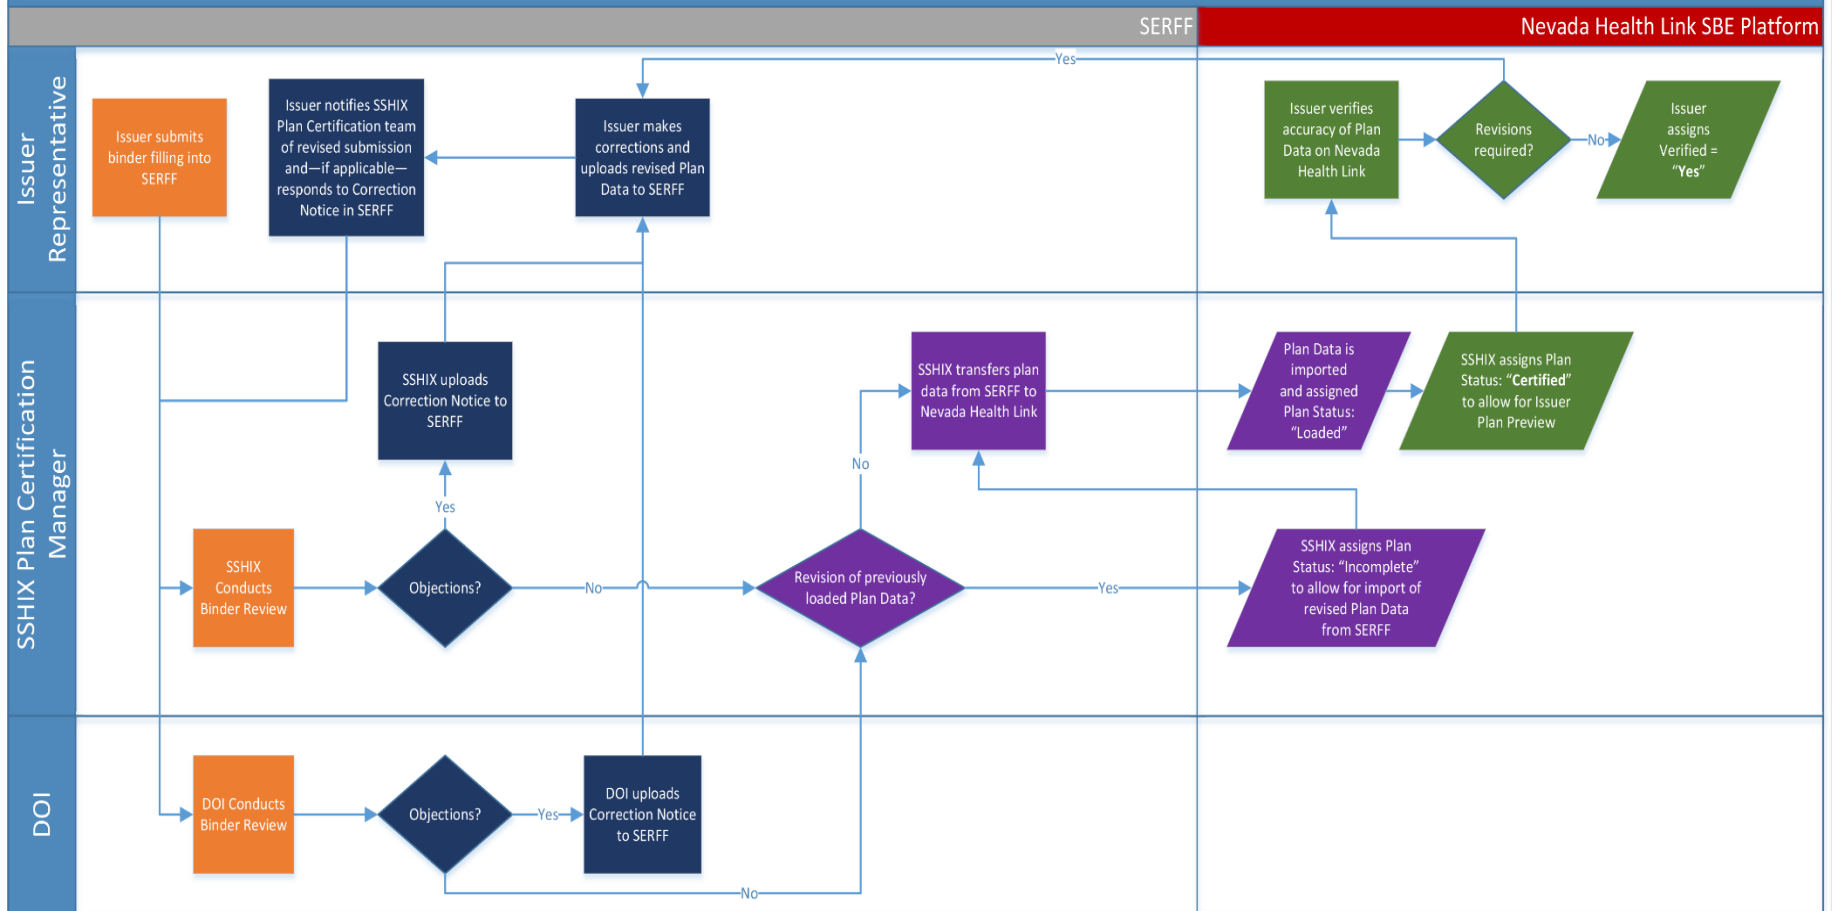 SERFF
Nevada Health Link SBE Platform
Issuer
Representative
Issuer submits
binder filling into
SERFF
Issuer notifies SSHIX
Plan Certification team
of revised submission
and—if applicable—
responds to Correction
Notice in SERFF
Issuer makes
corrections and
uploads revised Plan
Data to SERFF
Yes
Issuer verifies
accuracy of Plan
Data on Nevada
Health Link
Revisions
required?
No
Issuer
assigns
Verified =
“Yes”
SSHIX Plan Certification
Manager
SSHIX uploads
Correction Notice to
SERFF
Yes
SSHIX
Conducts
Binder Review
Objections?
No
Revision of previously
loaded Plan Data?
No
SSHIX transfers plan
data from SERFF to
Nevada Health Link
Plan Data is
imported
and assigned
Plan Status:
“Loaded”
SSHIX assigns Plan
Status: “Certified”
to allow for Issuer
Plan Preview
Yes
SSHIX assigns Plan
Status: “Incomplete”
to allow for import of
revised Plan Data
from SERFF
DOI
DOI Conducts
Binder Review
Objections?
Yes
DOI uploads
Correction Notice
to SERFF
No